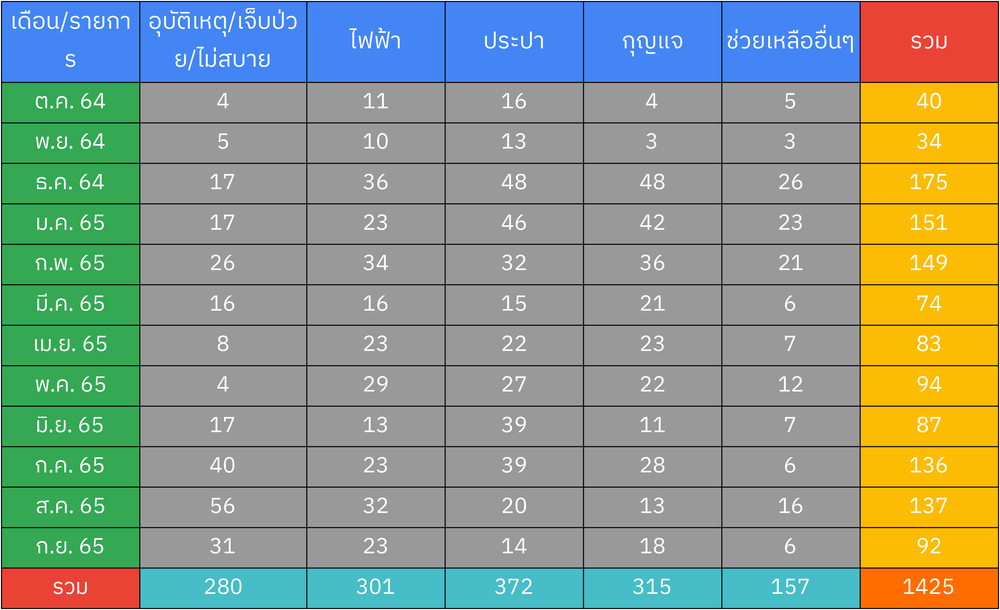 เดือน/รายการ อุบัติเหตุ/เจ็บป่วย/ไม่สบาย ไฟฟ้า ประปา กุญแจ ช่วยเหลืออื่นๆ รวม
ต.ค. 64 4 11 16 4 5 40
พ.ย. 64 5 10 13 3 3 34
ธ.ค. 64 17 36 48 48 26 175
ม.ค. 65 17 23 46 42 23 151
ก.พ. 65 26 34 32 36 21 149
มี.ค. 65 16 16 15 21 6 74
เม.ย. 65 8 23 22 23 7 83
พ.ค. 65 4 29 27 22 12 94
มิ.ย. 65 17 13 39 11 7 87
ก.ค. 65 40 23 39 28 6 136
ส.ค. 65 56 32 20 13 16 137
ก.ย. 65 31 23 14 18 6 92
รวม 280 301 372 315 157 1425